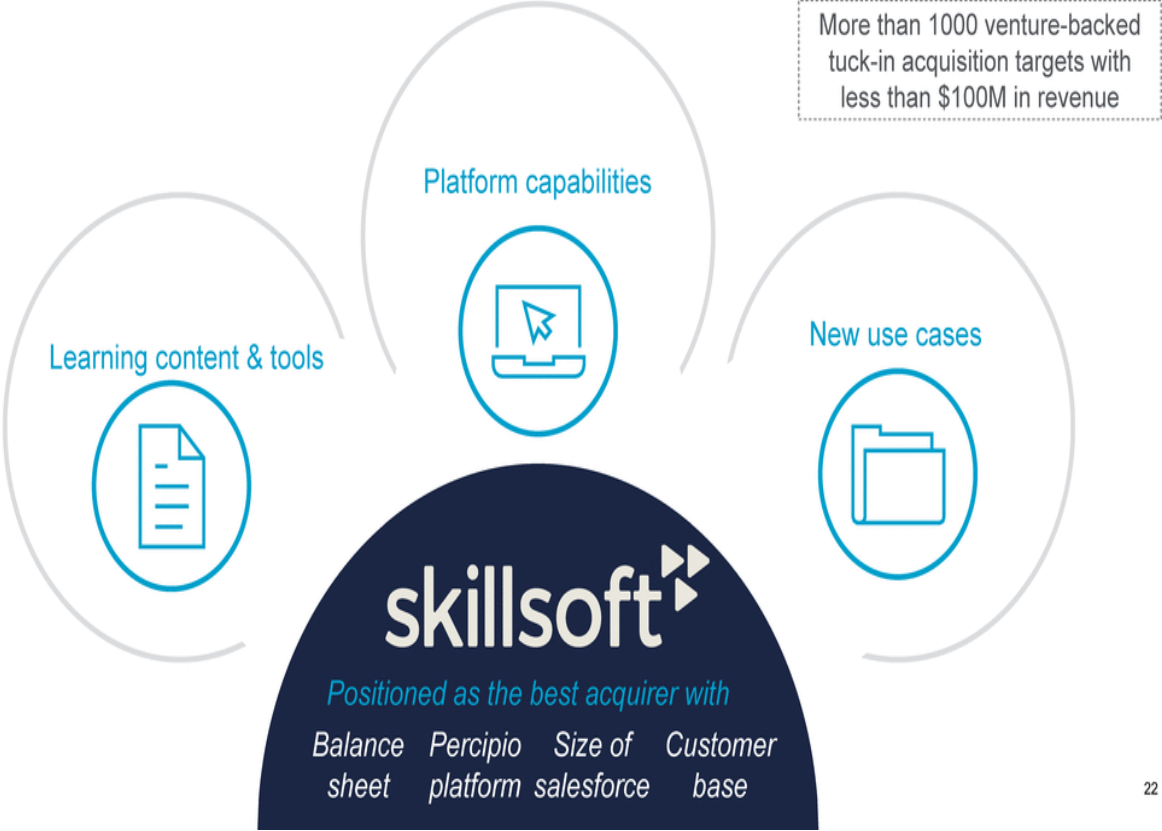 More than 1000 venture-backed
tuck-in acquisition targets with
less than $100M in revenue
Platform capabilities
Learning content & tools
New use cases
skillsoft
Positioned as the best acquirer with
Balance sheet
Percipio platform
Size of salesforce
Customer base
22